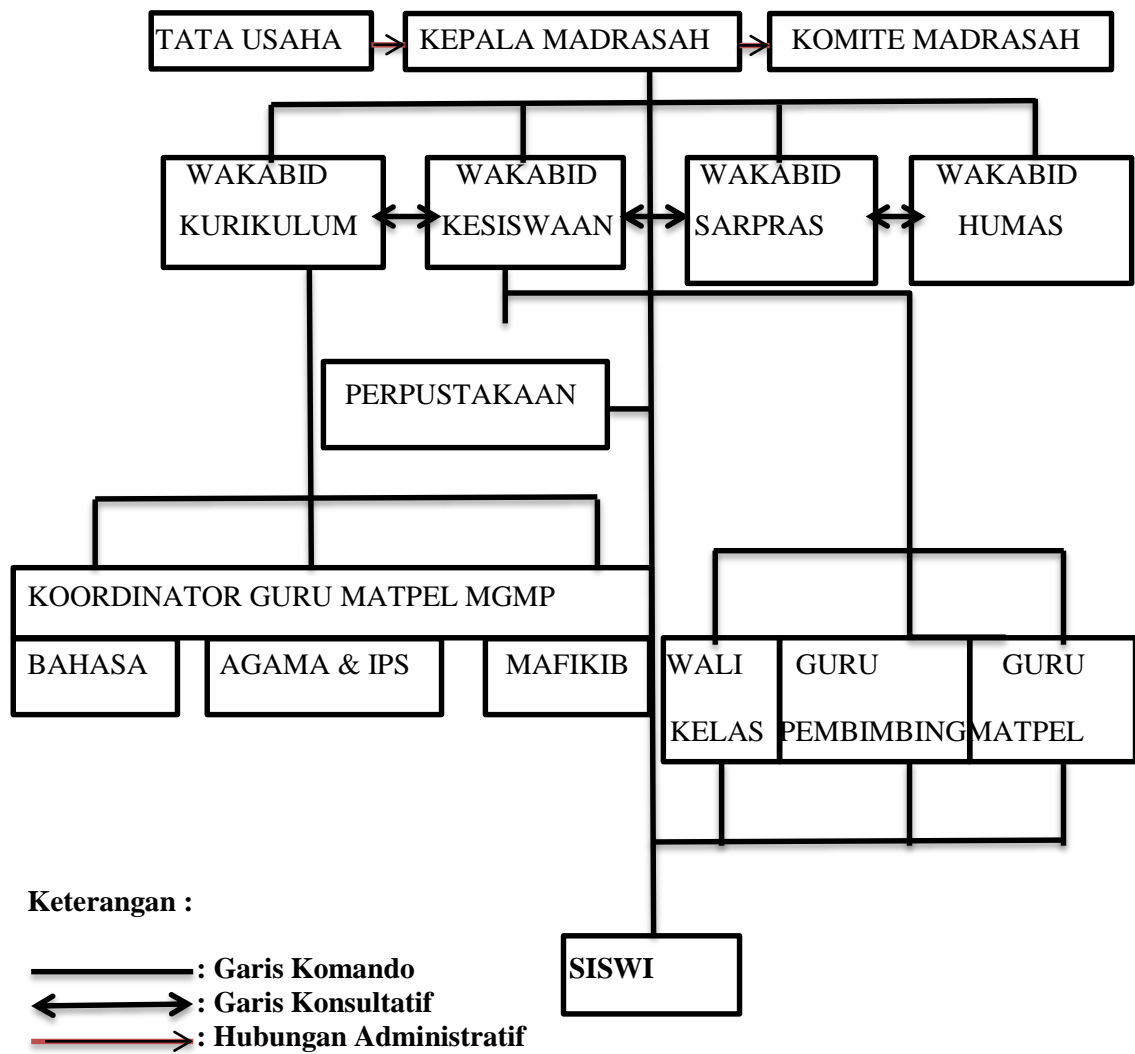 TATA USAHA
KEPALA MADRASAH
KOMITE MADRASAH
WAKABID
KURIKULUM
WAKABID
KESISWAAN
WAKABID
SARPRAS
WAKABID
HUMAS
PERPUSTAKAAN
KOORDINATOR GURU MATPEL MGMP
BAHASA
AGAMA & IPS
MAFIKIB
WALI
KELAS
GURU
PEMBIMBING
GURU
MATPEL
SISWI
Keterangan :
: Garis Komando
: Garis Konsultatif
: Hubungan Administratif